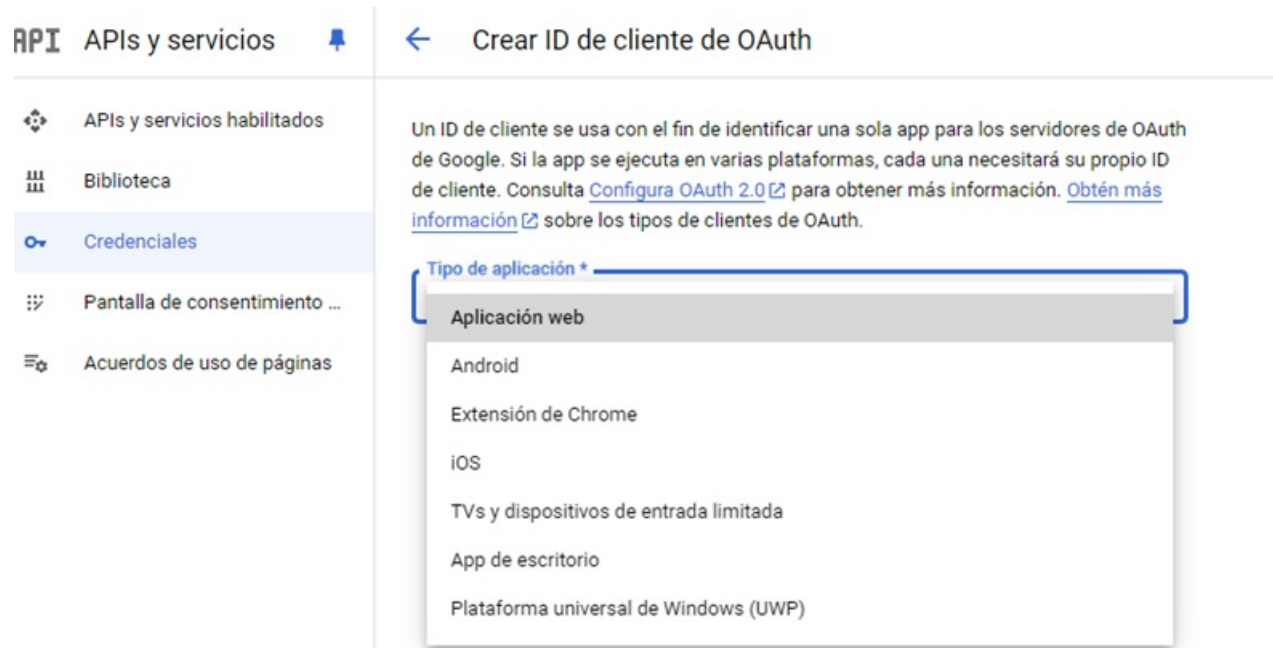 API APIs y servicios
Crear ID de cliente de OAuth
APIs y servicios habilitados
Biblioteca
Credenciales
Pantalla de consentimiento ...
Acuerdos de uso de páginas
Un ID de cliente se usa con el fin de identificar una sola app para los servidores de OAuth
de Google. Si la app se ejecuta en varias plataformas, cada una necesitará su propio ID
de cliente. Consulta Configura OAuth 2.0 para obtener más información. Obtén más
información sobre los tipos de clientes de OAuth.
Tipo de aplicación *
Aplicación web
Android
Extensión de Chrome
iOS
TVs y dispositivos de entrada limitada
App de escritorio
Plataforma universal de Windows (UWP)